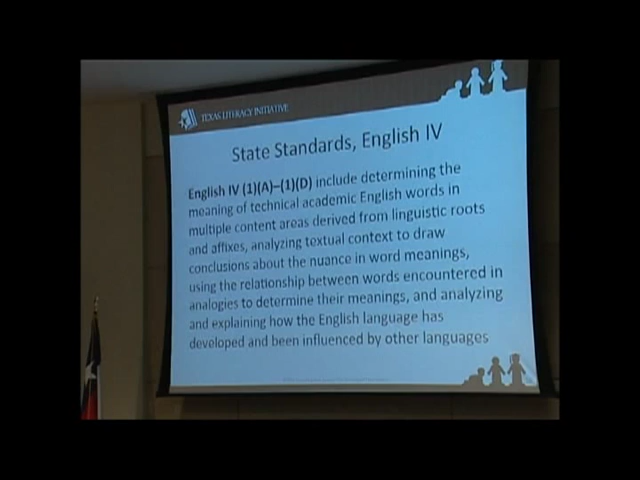 TEXAS LITERACY INITIATIVE
State Standards, English IV
English IV (1)(A)–(1)(D) include determining the
meaning of technical academic English words in
multiple content areas derived from linguistic roots
and affixes, analyzing textual context to draw
conclusions about the nuance in word meanings,
using the relationship between words encountered in
analogies to determine their meanings, and analyzing
and explaining how the English language has
developed and been influenced by other languages